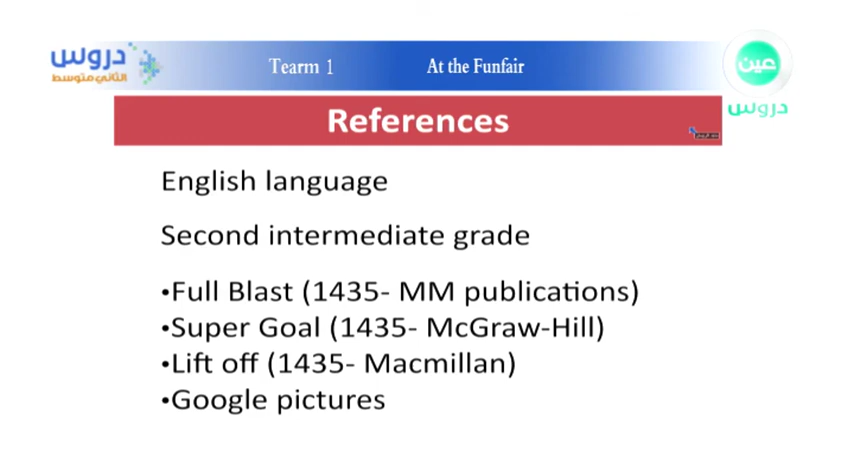 دروس
الثاني متوسط
Tearm 1
At the Funfair
عين
دروس
References
English language
Second intermediate grade
•Full Blast (1435- MM publications)
•Super Goal (1435- McGraw-Hill)
•Lift off (1435- Macmillan)
•Google pictures